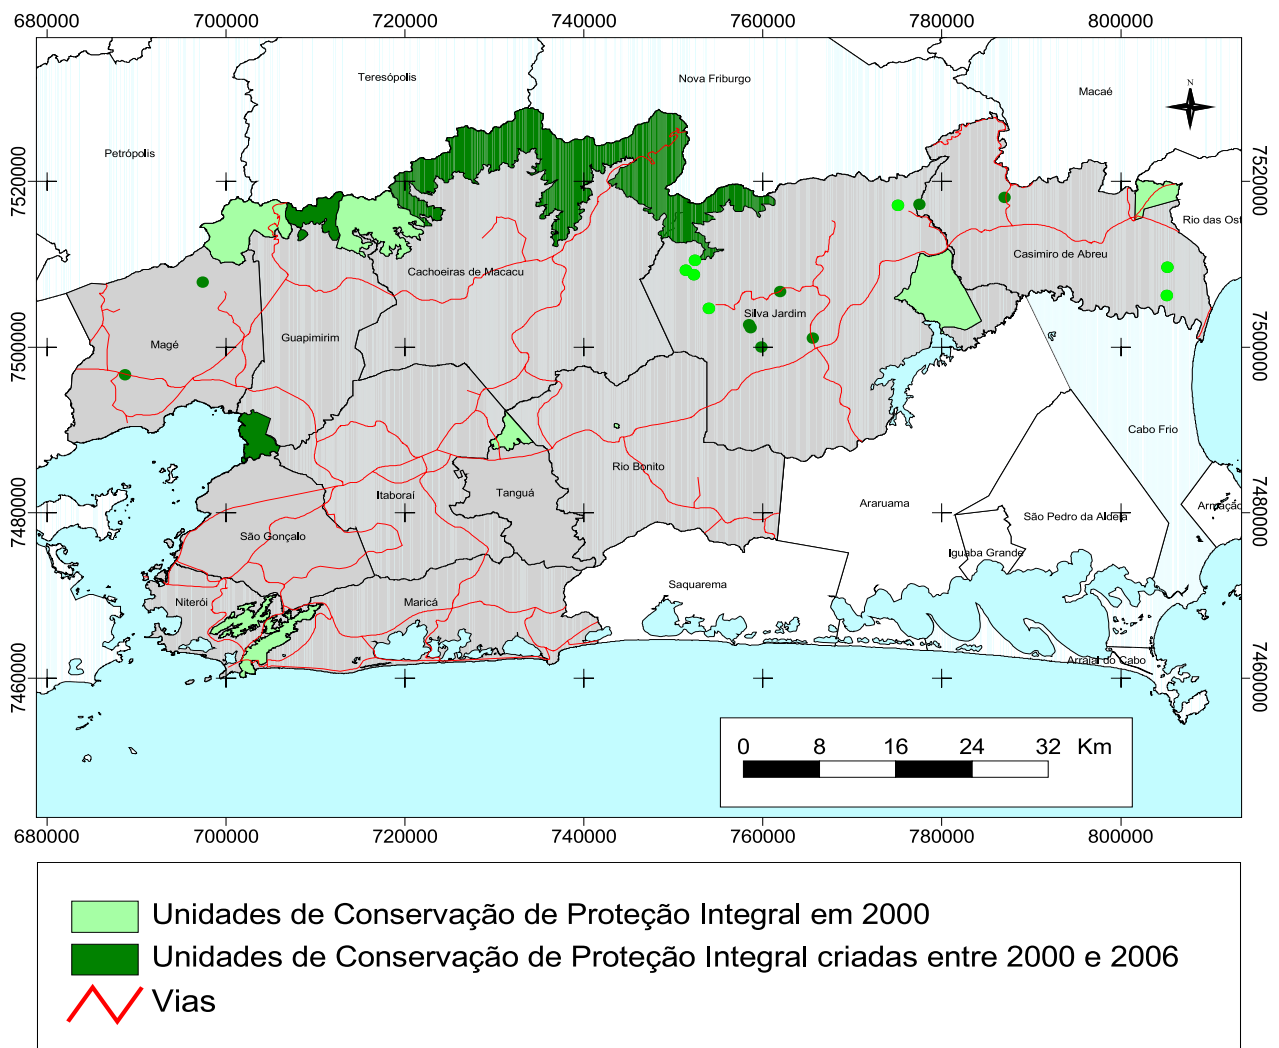 680000 700000 720000 740000 760000 780000 800000
Teresópolis
Nova Friburgo
Macaé
N
Petrópolis
7520000
7520000
Rio das Ost
Casimiro de Abreu
Cachoeiras de Macacu
Silva Jardim
Guapimirim
Magé
7500000
7500000
Cabo Frio
Rio Bonito
Itaboraí
Tanguá
Araruama
Armação
7480000
7480000
São Pedro da Aldeia
São Gonçalo
Iguaba Grande
Saquarema
Niterói
Maricá
Arraial do Cabo
7460000
7460000
0 8 16 24 32 Km
680000 700000 720000 740000 760000 780000 800000
Unidades de Conservação de Proteção Integral em 2000
Unidades de Conservação de Proteção Integral criadas entre 2000 e 2006
Vias